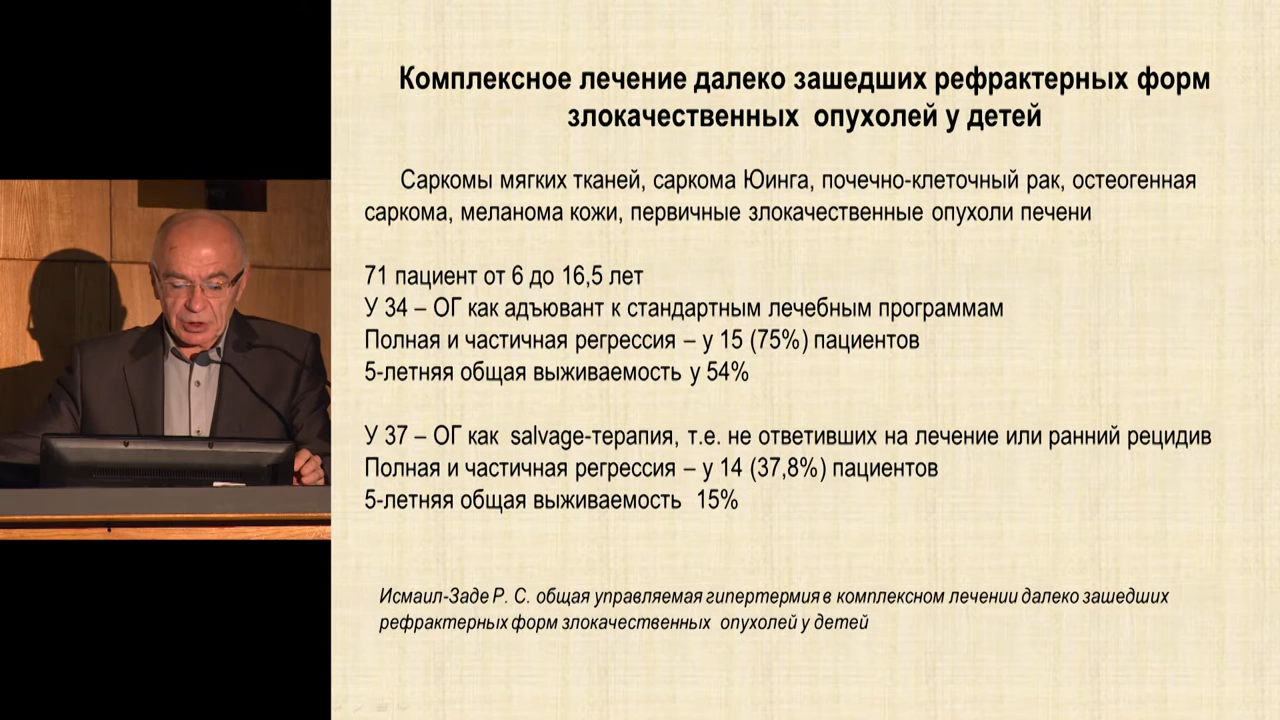 Комплексное лечение далеко зашедших рефрактерных форм
злокачественных опухолей у детей
Саркомы мягких тканей, саркома Юинга, почечно-клеточный рак, остеогенная
саркома, меланома кожи, первичные злокачественные опухоли печени
71 пациент от 6 до 16,5 лет
У 34 – ОГ как адъювант к стандартным лечебным программам
Полная и частичная регрессия – у 15 (75%) пациентов
5-летняя общая выживаемость у 54%
У 37 – ОГ как salvage-терапия, т.е. не ответивших на лечение или ранний рецидив
Полная и частичная регрессия – у 14 (37,8%) пациентов
5-летняя общая выживаемость 15%
Исмаил-Заде Р. С. общая управляемая гипертермия в комплексном лечении далеко зашедших
рефрактерных форм злокачественных опухолей у детей